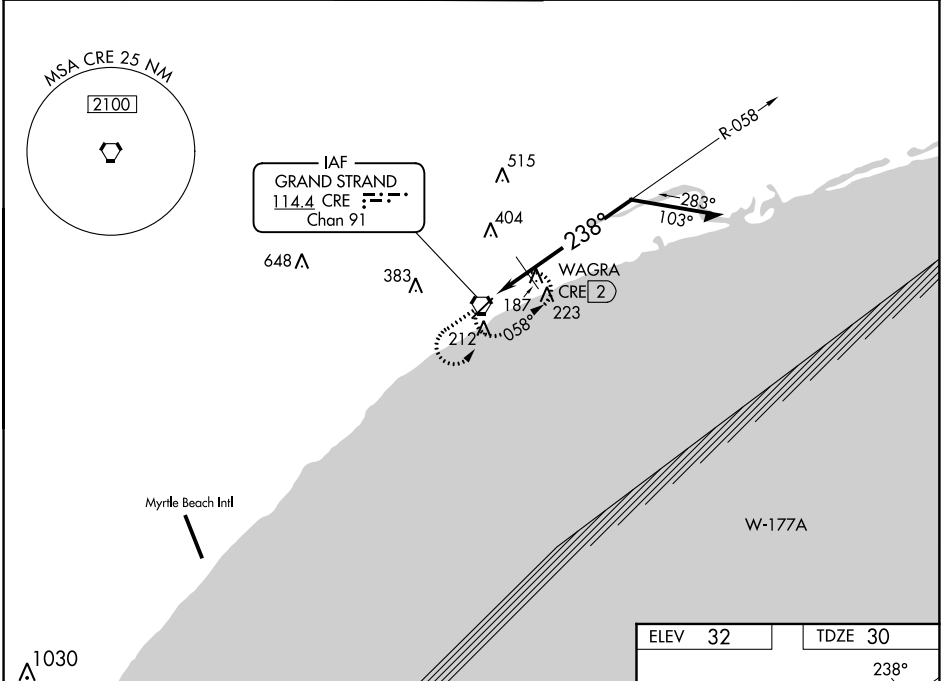 MSA CRE 25 NM
2100
IAF
GRAND STRAND
114.4 CRE
Chan 91
R-058
515
283°
103°
404
238°
648
383
WAGRA
CRE 2
187
223
058°
212
Myrtle Beach Intl
W-177A
1030
ELEV 32
TDZE 30
238°